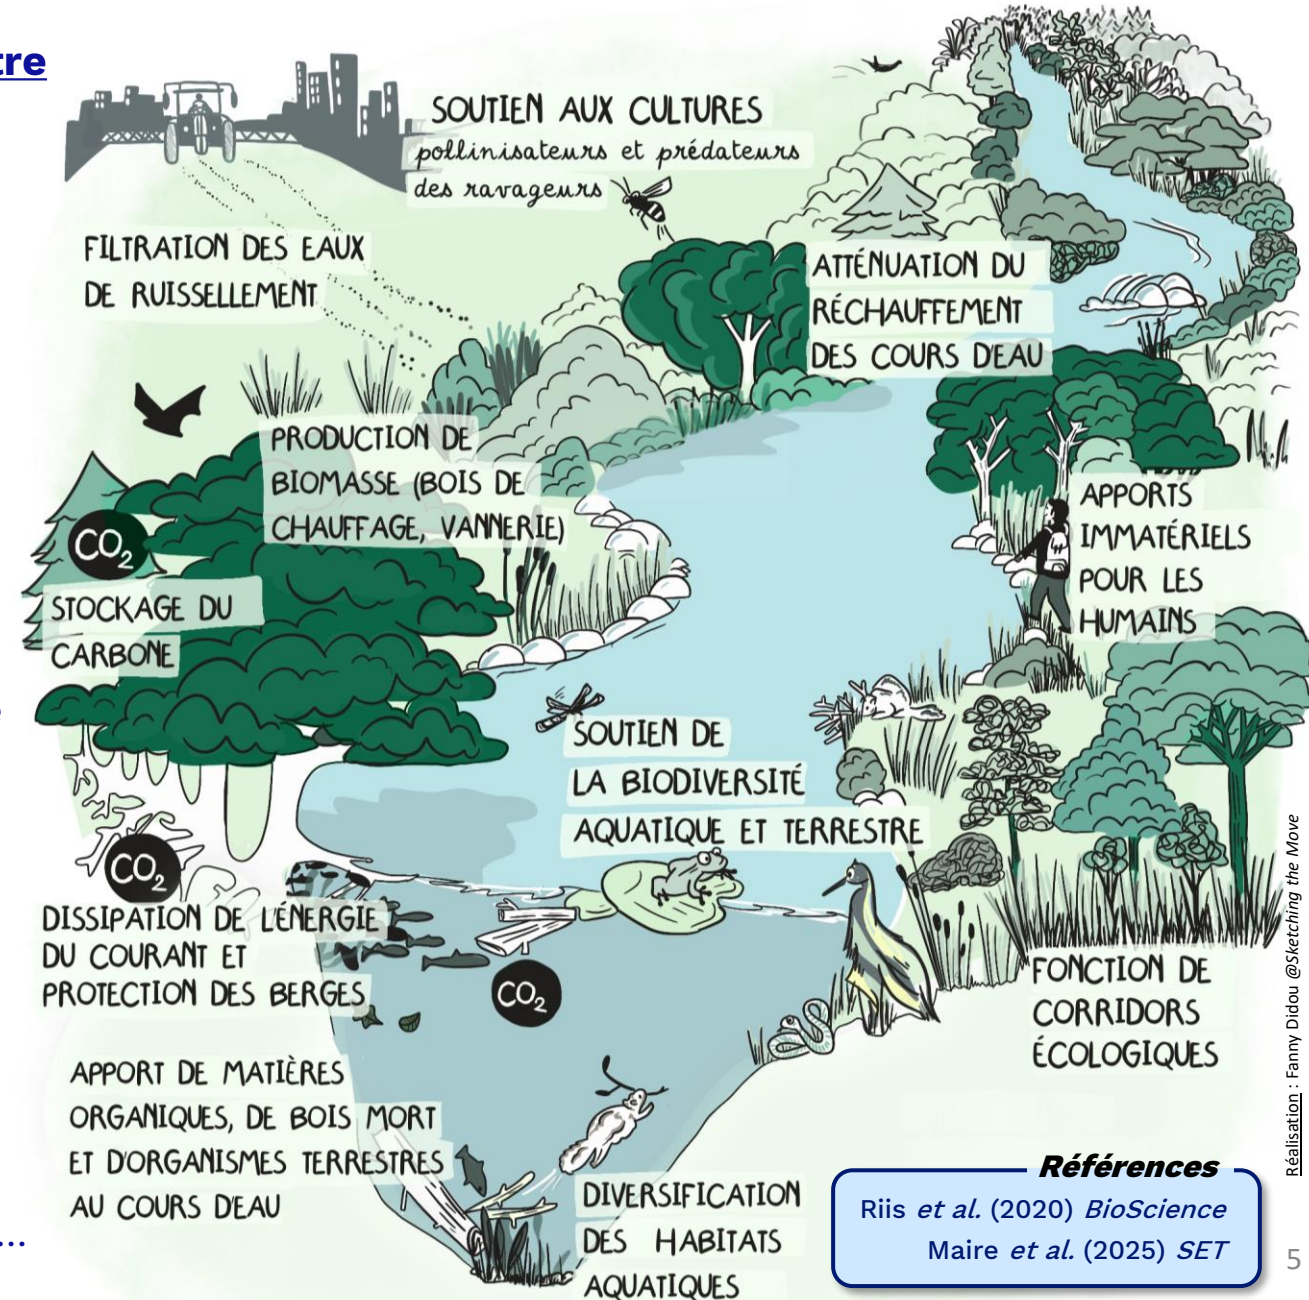 tre
SOUTIEN AUX CULTURES
pollinisateurs et prédateurs
des ravageurs
FILTRATION DES EAUX
DE RUISSELLEMENT
ATTÉNUATION DU
RÉCHAUFFEMENT
DES COURS D'EAU
PRODUCTION DE
BIOMASSE (BOIS DE
CHAUFFAGE, VANNERIE)
APPORTS
IMMATÉRIELS
POUR LES
HUMAINS
CO2
STOCKAGE DU
CARBONE
SOUTIEN DE
LA BIODIVERSITÉ
AQUATIQUE ET TERRESTRE
CO2
DISSIPATION DE L'ÉNERGIE
DU COURANT ET
PROTECTION DES BERGES
CO2
FONCTION DE
CORRIDORS
ÉCOLOGIQUES
APPORT DE MATIÈRES
ORGANIQUES, DE BOIS MORT
ET D'ORGANISMES TERRESTRES
AU COURS D'EAU
DIVERSIFICATION
DES HABITATS
AQUATIQUES
...
Références
Riis et al. (2020) BioScience
Maire et al. (2025) SET
Réalisation : Fanny Didou @Sketching the Move
5